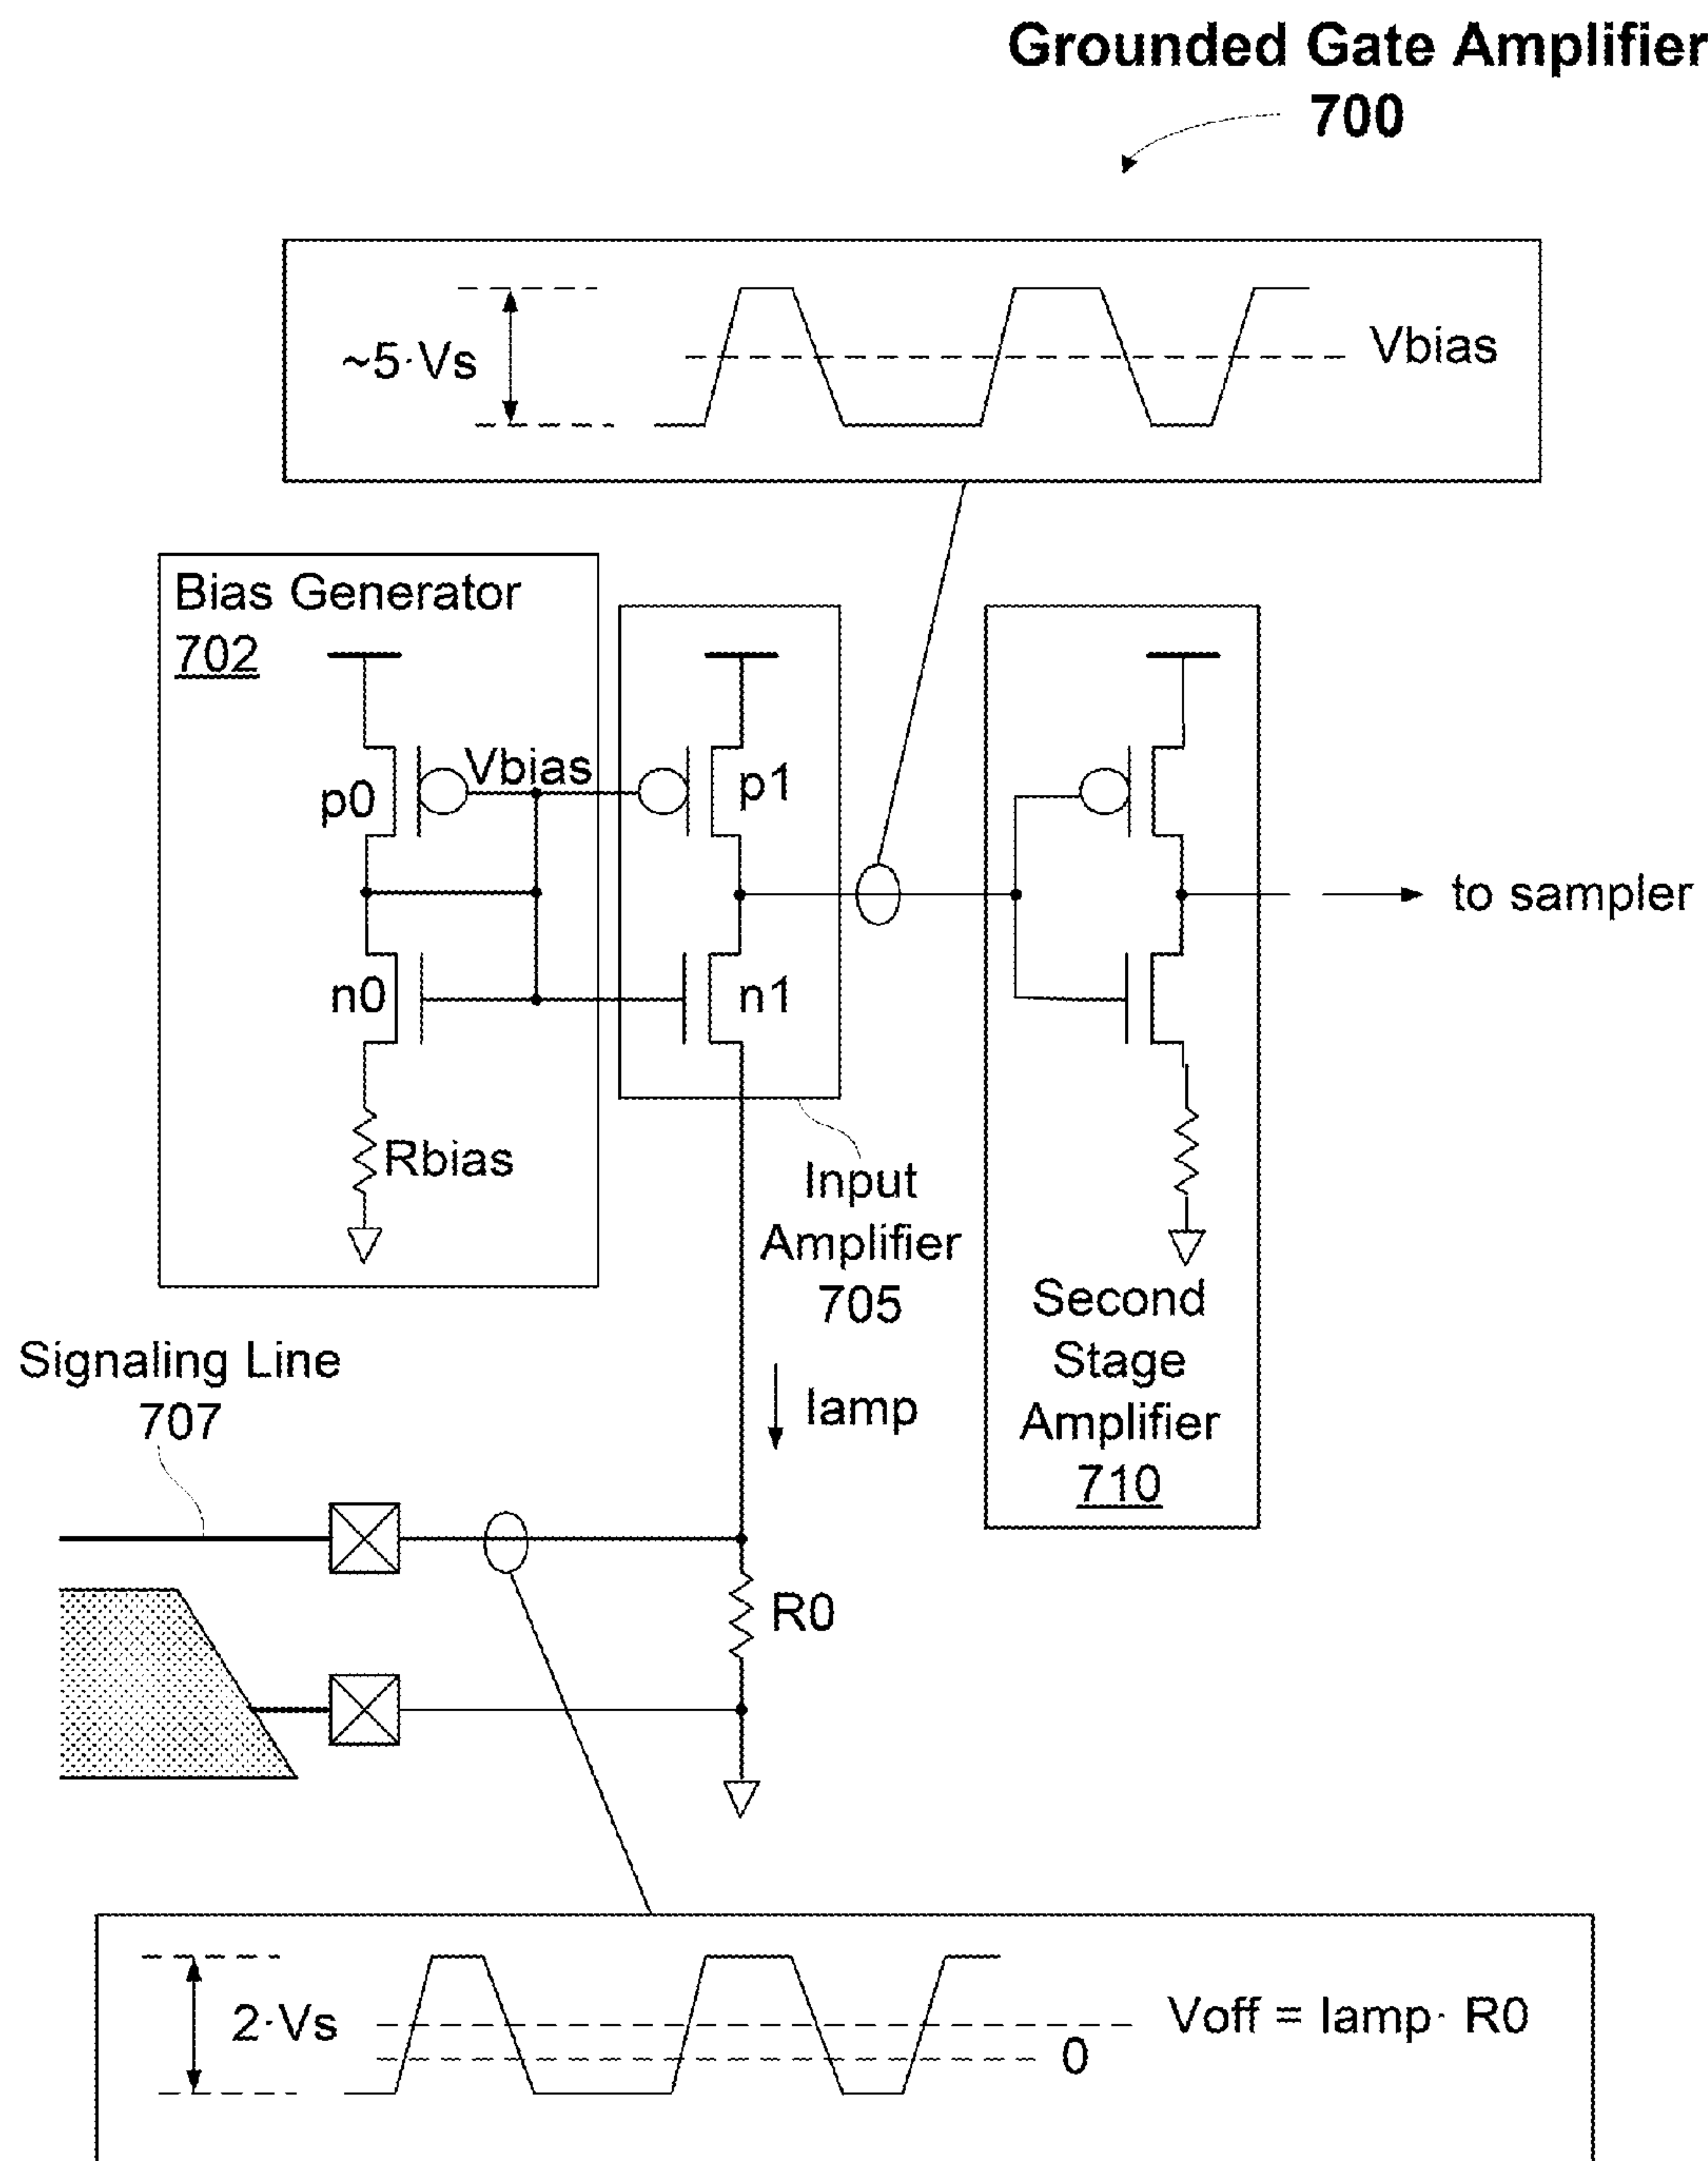 Grounded Gate Amplifier
700
~5·Vs
Vbias
Bias Generator
702
Vbias
p0
p1
n0
n1
to sampler
Rbias
Input
Amplifier
705
Second
Stage
Amplifier
710
Signaling Line
707
Iamp
R0
2·Vs
Voff = Iamp· R0
0